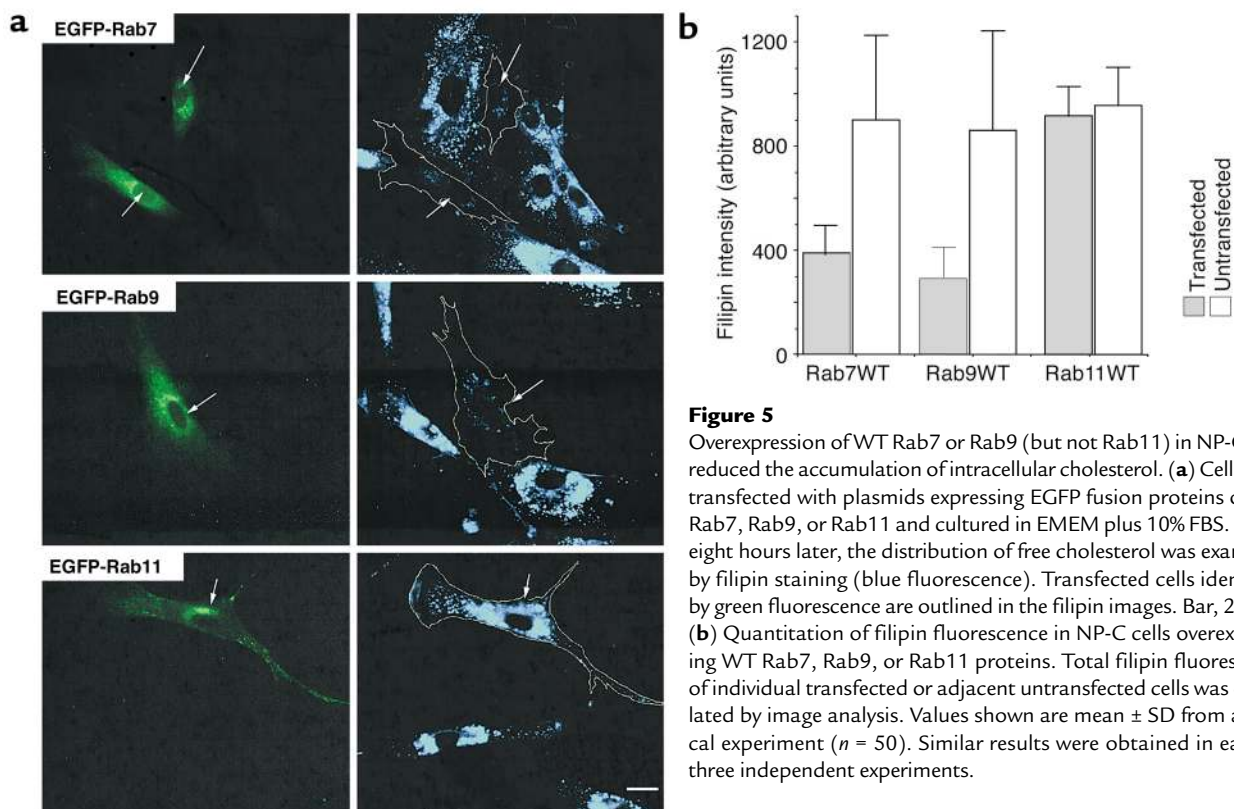 a
EGFP-Rab7
EGFP-Rab9
EGFP-Rab11
b
Filipin intensity (arbitrary units)
1200
800
400
0
Rab7WT Rab9WT Rab11WT
Transfected
Untransfected
Figure 5
Overexpression of WT Rab7 or Rab9 (but not Rab11) in NP-C
reduced the accumulation of intracellular cholesterol. (a) Cell
transfected with plasmids expressing EGFP fusion proteins
Rab7, Rab9, or Rab11 and cultured in EMEM plus 10% FBS.
eight hours later, the distribution of free cholesterol was exa
by filipin staining (blue fluorescence). Transfected cells iden
by green fluorescence are outlined in the filipin images. Bar, 2
(b) Quantitation of filipin fluorescence in NP-C cells overex
ing WT Rab7, Rab9, or Rab11 proteins. Total filipin fluores
of individual transfected or adjacent untransfected cells was
lated by image analysis. Values shown are mean ± SD from a
cal experiment (n = 50). Similar results were obtained in ea
three independent experiments.